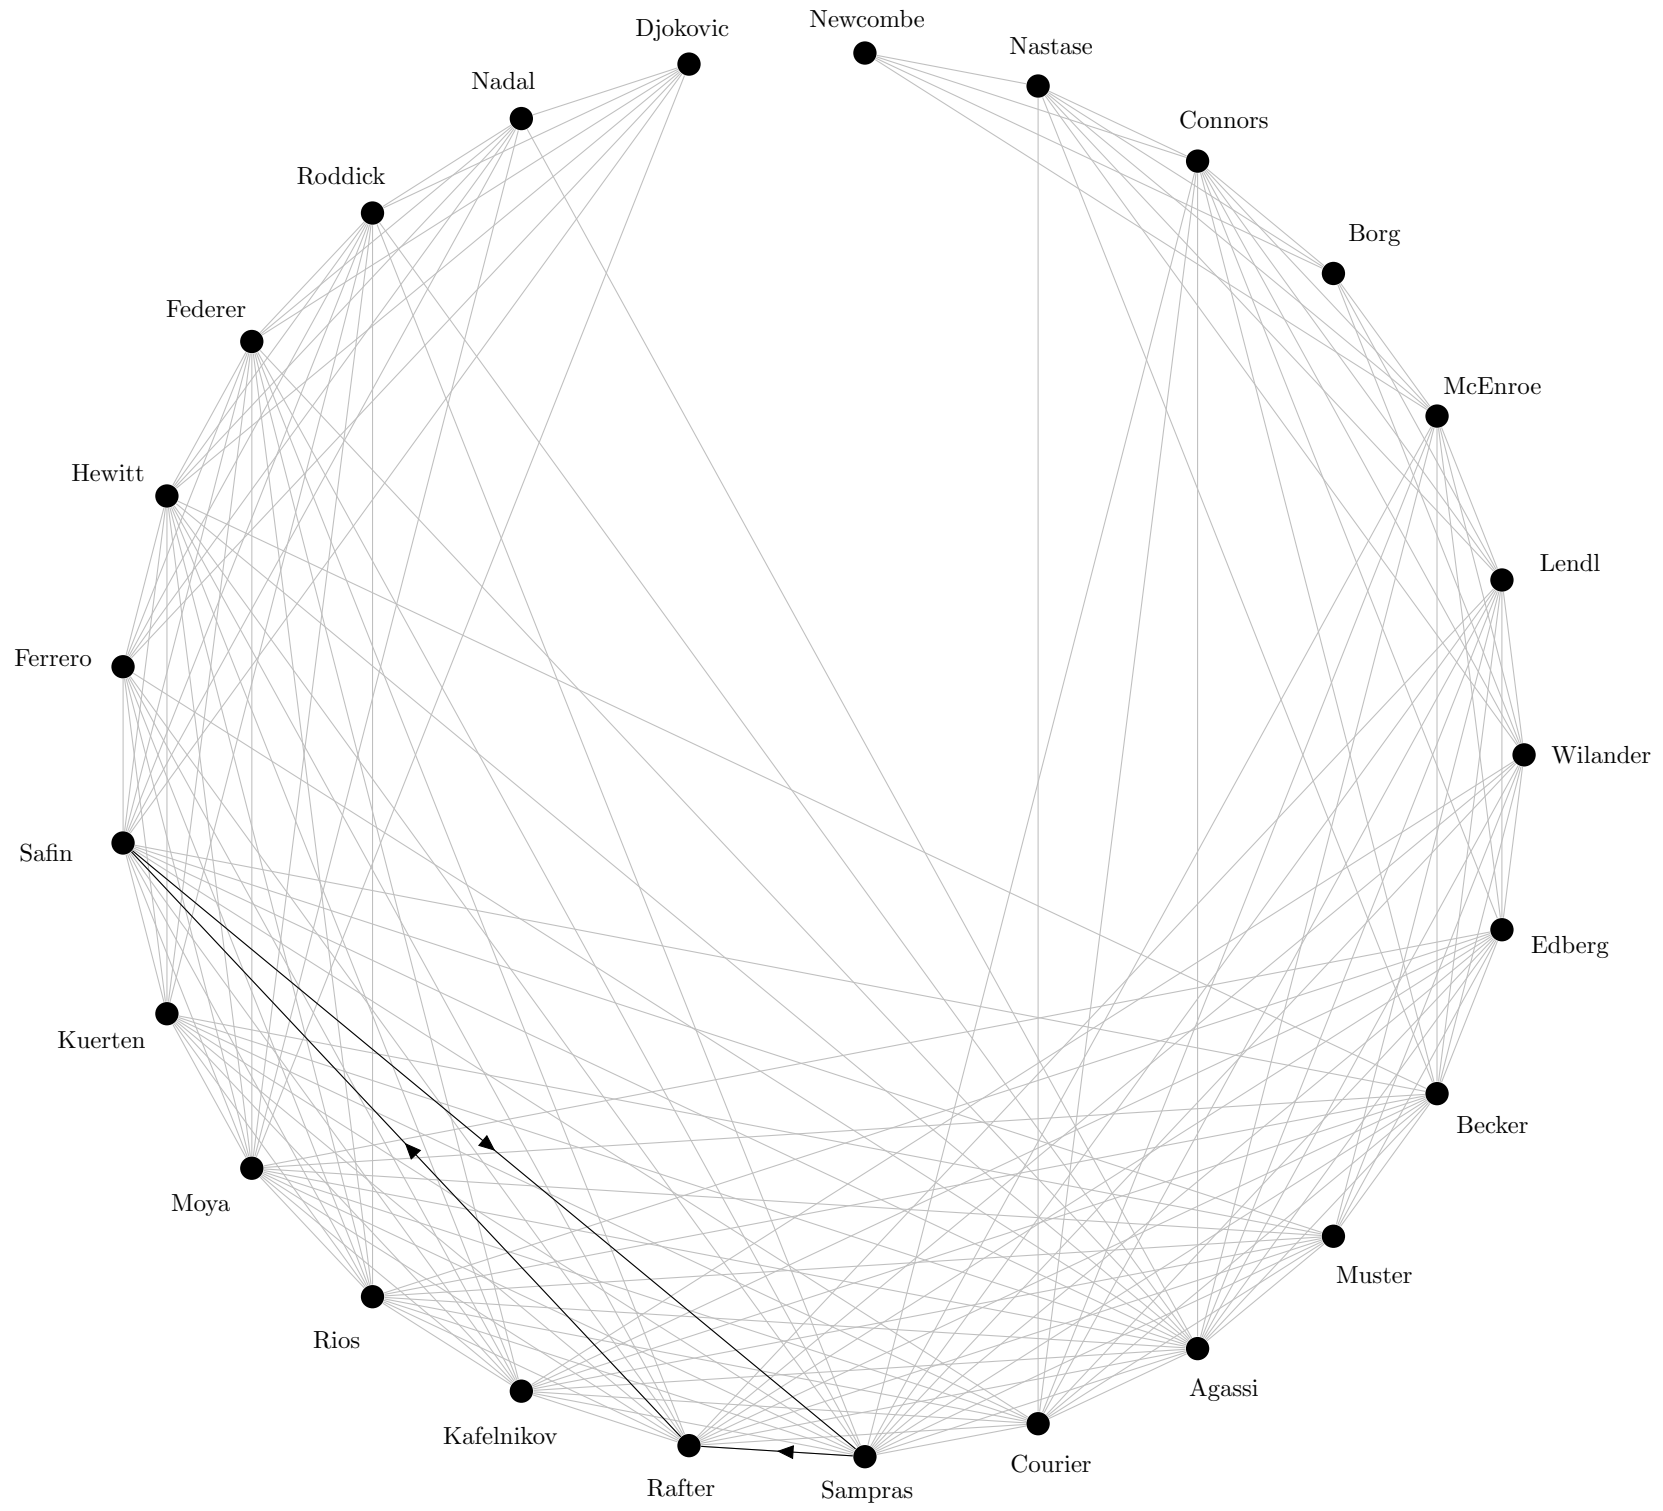 Newcombe
Djokovic
Nastase
Nadal
Connors
Roddick
Borg
Federer
McEnroe
Hewitt
Lendl
Ferrero
Wilander
Safin
Edberg
Kuerten
Becker
Moya
Muster
Rios
Agassi
Kafelnikov
Courier
Rafter
Sampras